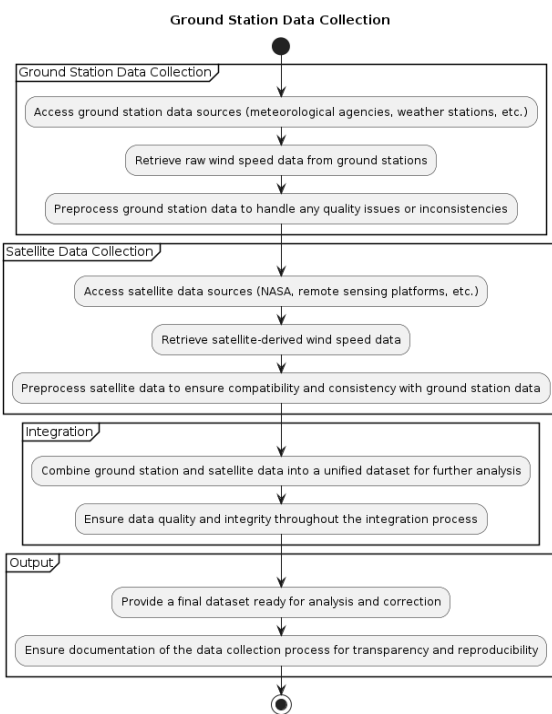 Ground Station Data Collection
Ground Station Data Collection
Access ground station data sources (meteorological agencies, weather stations, etc.)
Retrieve raw wind speed data from ground stations
Preprocess ground station data to handle any quality issues or inconsistencies
Satellite Data Collection
Access satellite data sources (NASA, remote sensing platforms, etc.)
Retrieve satellite-derived wind speed data
Preprocess satellite data to ensure compatibility and consistency with ground station data
Integration
Combine ground station and satellite data into a unified dataset for further analysis
Ensure data quality and integrity throughout the integration process
Output
Provide a final dataset ready for analysis and correction
Ensure documentation of the data collection process for transparency and reproducibility